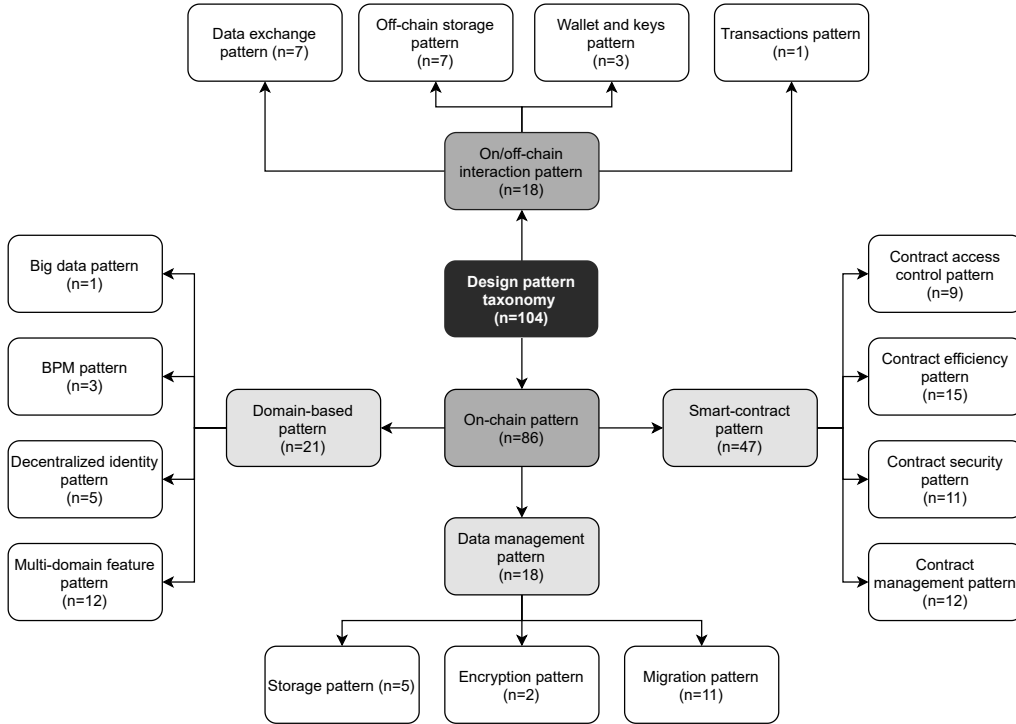 Data exchange
pattern (n=7)
Off-chain storage
pattern
(n=7)
Wallet and keys
pattern
(n=3)
Transactions pattern
(n=1)
On/off-chain
interaction pattern
(n=18)
Big data pattern
(n=1)
Design pattern
taxonomy
(n=104)
Contract access
control pattern
(n=9)
BPM pattern
(n=3)
Contract efficiency
pattern
(n=15)
Domain-based
pattern
(n=21)
On-chain pattern
(n=86)
Smart-contract
pattern
(n=47)
Decentralized identity
pattern
(n=5)
Contract security
pattern
(n=11)
Data management
pattern
(n=18)
Multi-domain feature
pattern
(n=12)
Contract
management pattern
(n=12)
Storage pattern (n=5)
Encryption pattern
(n=2)
Migration pattern
(n=11)